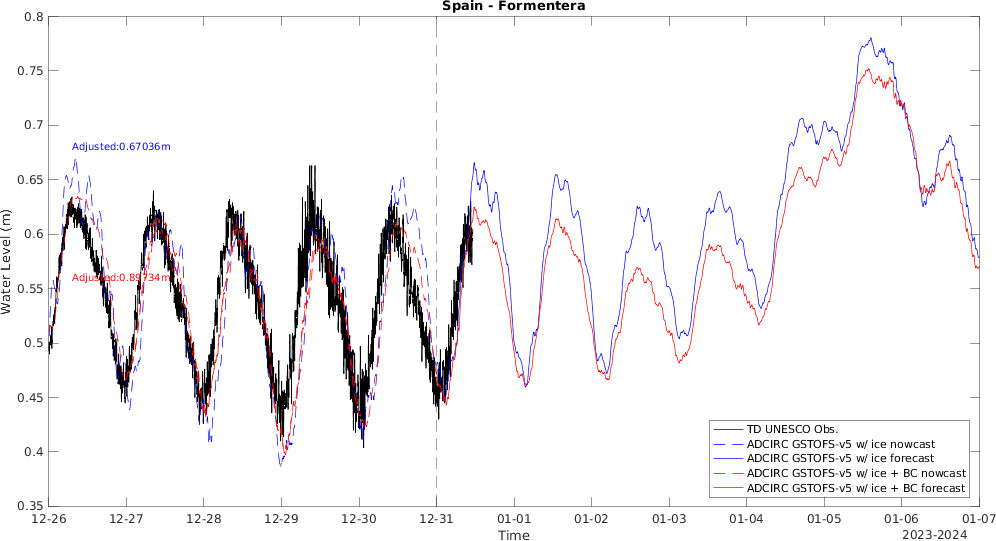 Spain - Formentera
0.8
0.75
0.7
0.65
0.6
0.55
0.5
0.45
0.4
0.35
Water Level (m)
Adjusted:0.67036m
Adjusted:0.89734m
TD UNESCO Obs.
ADCIRC GSTOFS-v5 w/ ice nowcast
ADCIRC GSTOFS-v5 w/ ice forecast
ADCIRC GSTOFS-v5 w/ ice + BC nowcast
ADCIRC GSTOFS-v5 w/ ice + BC forecast
12-26 12-27 12-28 12-29 12-30 12-31 01-01 01-02 01-03 01-04 01-05 01-06 01-07
Time
2023-2024